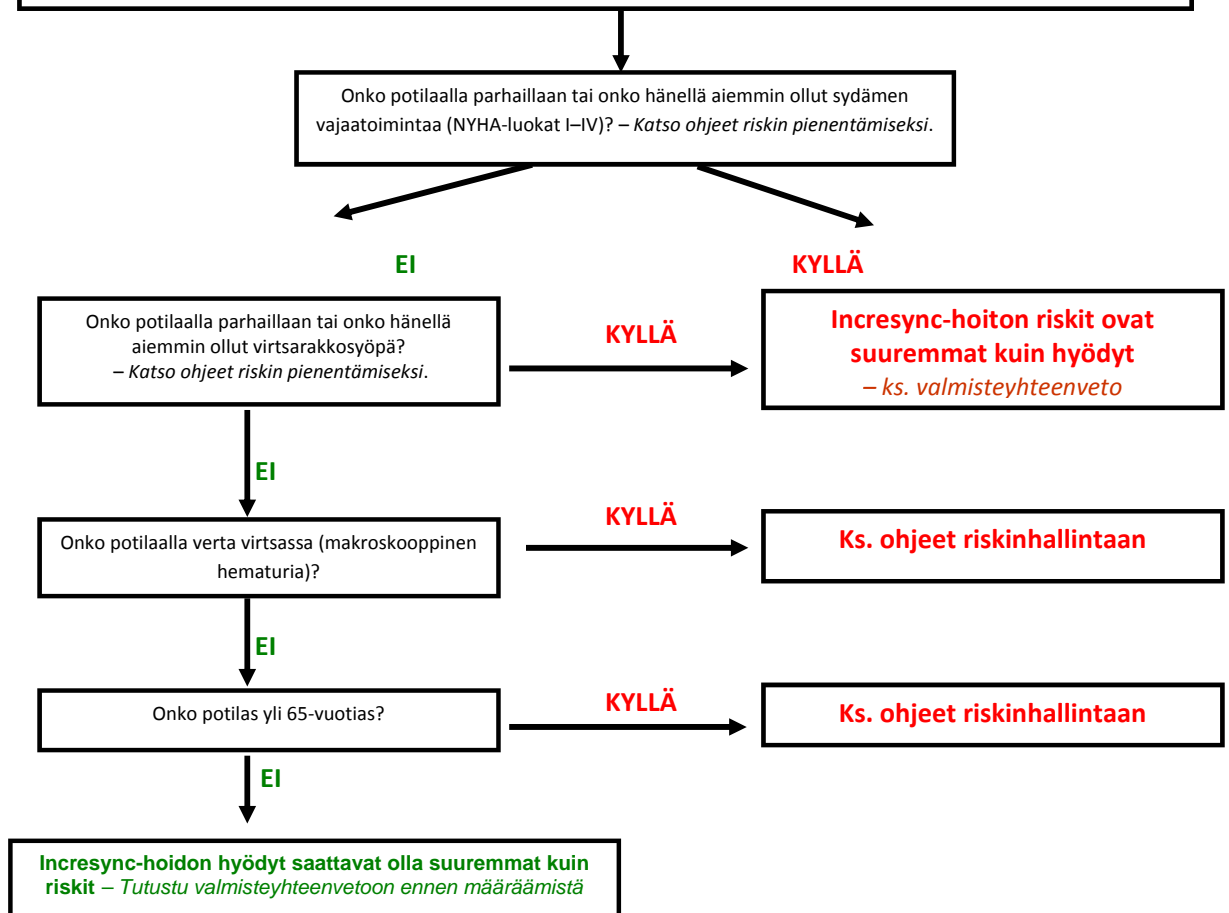 Onko potilaalla parhaillaan tai onko hänellä aiemmin ollut sydämen
vajaatoimintaa (NYHA-luokat I–IV)? – Katso ohjeet riskin pienentämiseksi.
EI
KYLLÄ
Onko potilaalla parhaillaan tai onko hänellä
aiemmin ollut virtsarakkosyöpä?
– Katso ohjeet riskin pienentämiseksi.
KYLLÄ
Incresync-hoiton riskit ovat
suuremmat kuin hyödyt
– ks. valmisteyhteenveto
EI
Onko potilaalla verta virtsassa (makroskooppinen
hematuria)?
KYLLÄ
Ks. ohjeet riskinhallintaan
EI
Onko potilas yli 65-vuotias?
KYLLÄ
Ks. ohjeet riskinhallintaan
EI
Incresync-hoidon hyödyt saattavat olla suuremmat kuin
riskit – Tutustu valmisteyhteenvetoon ennen määräämistä